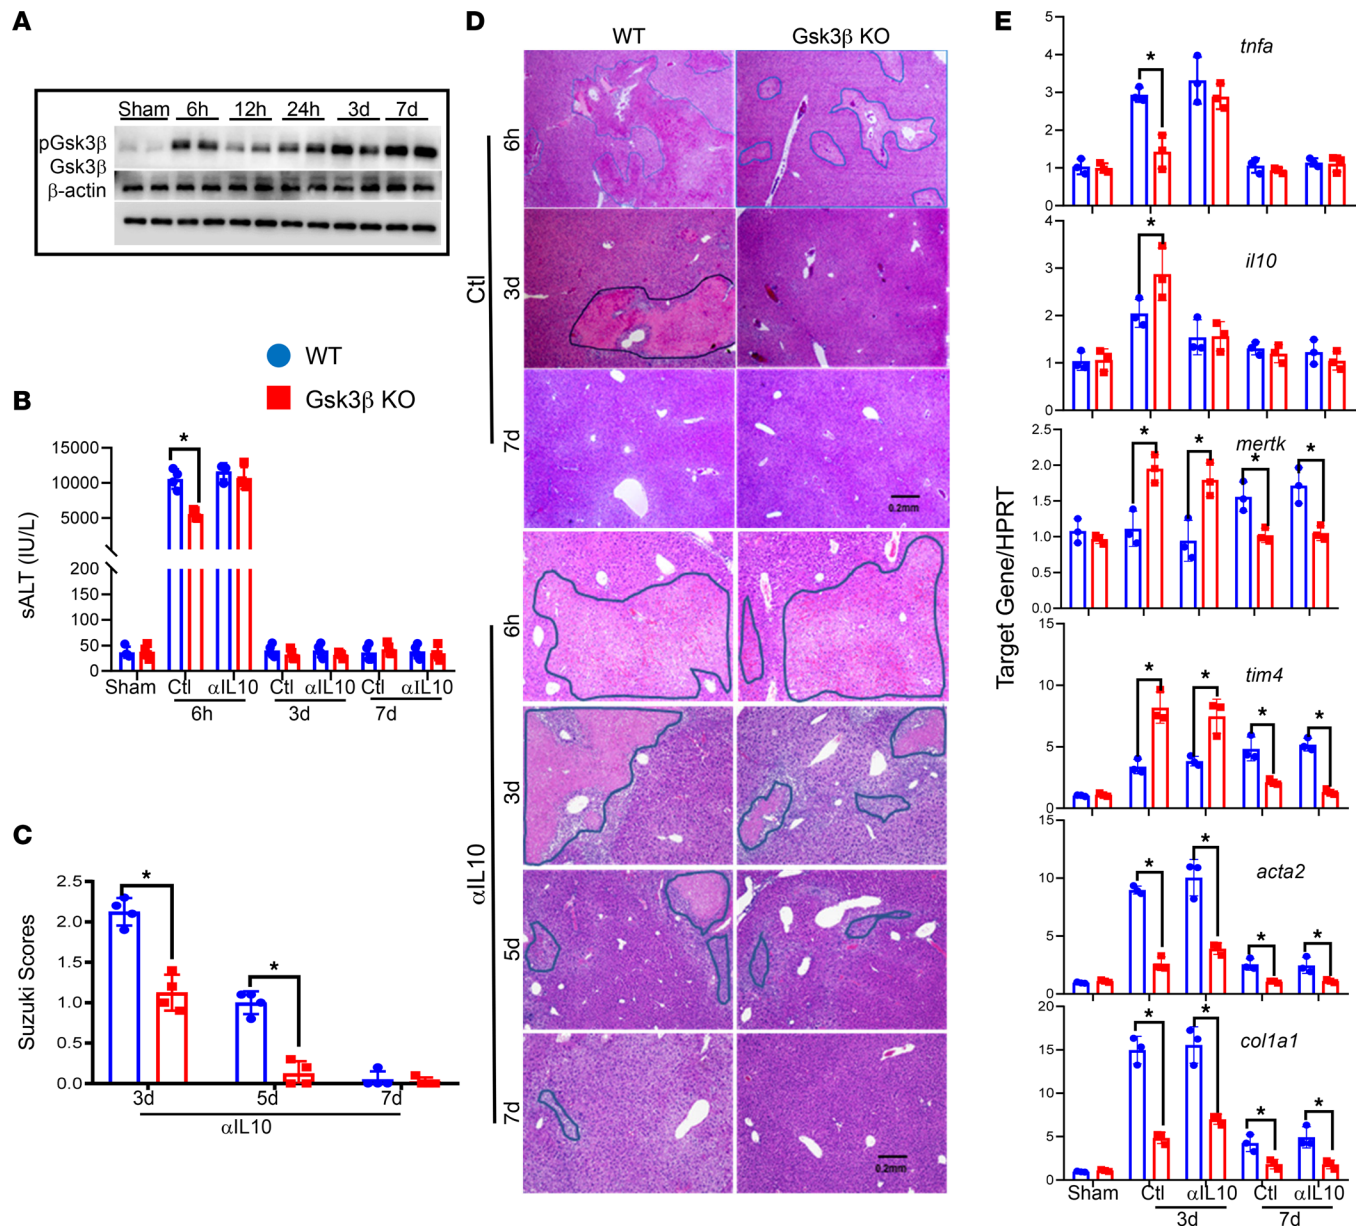 A
Sham 6h 12h 24h 3d 7d
pGsk3β
Gsk3β
β-actin
WT
Gsk3β KO
B
sALT (IU/L)
15000
10000
5000
200
150
100
50
0
*
Sham Ctl αIL10 Ctl αIL10 Ctl αIL10
6h 3d 7d
C
Suzuki Scores
2.5
2.0
1.5
1.0
0.5
0.0
* *
3d 5d 7d
αIL10
D
WT Gsk3β KO
Ctl
6h
3d
7d
0.2mm
αIL10
6h
3d
5d
7d
0.2mm
E
Target Gene/HPRT
tnfa
5
4
3
2
1
0
*
il10
4
3
2
1
0
*
mertk
2.5
2.0
1.5
1.0
0.5
0.0
* * * *
tim4
15
10
5
0
* * * *
acta2
15
10
5
0
* * * *
col1a1
20
15
10
5
0
* * * *
Sham Ctl αIL10 Ctl αIL10
3d 7d